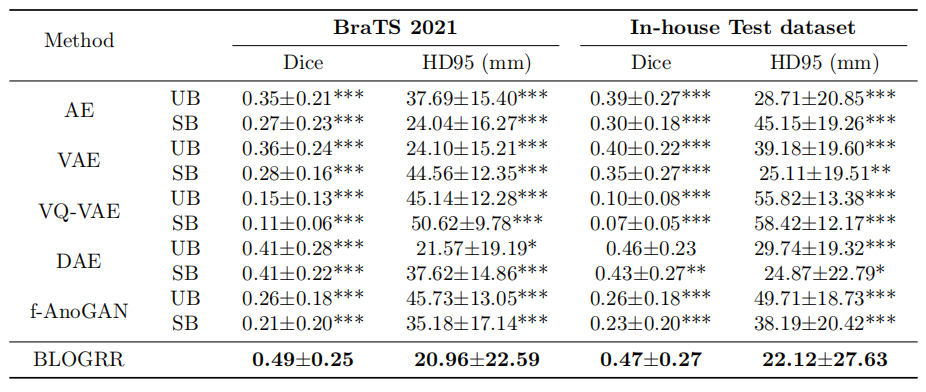 Method BraTS 2021 In-house Test dataset
Dice HD95 (mm) Dice HD95 (mm)
AE UB 0.35±0.21*** 37.69±15.40*** 0.39±0.27*** 28.71±20.85***
SB 0.27±0.23*** 24.04±16.27*** 0.30±0.18*** 45.15±19.26***
VAE UB 0.36±0.24*** 24.10±15.21*** 0.40±0.22*** 39.18±19.60***
SB 0.28±0.16*** 44.56±12.35*** 0.35±0.27*** 25.11±19.51**
VQ-VAE UB 0.15±0.13*** 45.14±12.28*** 0.10±0.08*** 55.82±13.38***
SB 0.11±0.06*** 50.62±9.78*** 0.07±0.05*** 58.42±12.17***
DAE UB 0.41±0.28*** 21.57±19.19* 0.46±0.23 29.74±19.32***
SB 0.41±0.22*** 37.62±14.86*** 0.43±0.27** 24.87±22.79*
f-AnoGAN UB 0.26±0.18*** 45.73±13.05*** 0.26±0.18*** 49.71±18.73***
SB 0.21±0.20*** 35.18±17.14*** 0.23±0.20*** 38.19±20.42***
BLOGRR 0.49±0.25 20.96±22.59 0.47±0.27 22.12±27.63